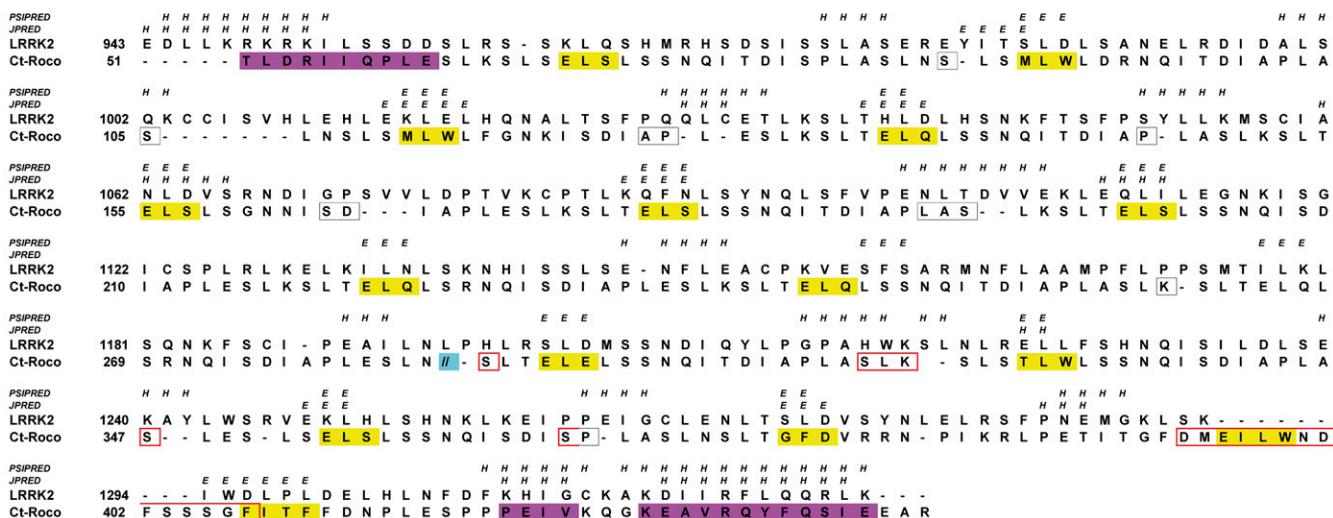 PSIPRED H H H H H H H H H H H H H E E E H H H
JPRED H H H H H H H H E E E E
LRRK2 943 E D L L K R K R K I L S S D D S L R S - S K L Q S H M R H S D S I S S L A S E R E Y I T S L D L S A N E L R D I D A L S
Ct-Roco 51 - - - - - T L D R I I Q P L E S L K S L S E L S L S S N Q I T D I S P L A S L N S - L S M L W L D R N Q I T D I A P L A
PSIPRED H H E E E H H H H H E E H H H H H H
JPRED E E E E H H H E H E E
LRRK2 1002 Q K C C I S V H L E H L E K L E L H Q N A L T S F P Q Q L C E T L K S L T H L D L H S N K F T S F P S Y L L K M S C I A
Ct-Roco 105 S - - - - - - - L N S L S M L W L F G N K I S D I A P - L - E S L K S L T E L Q L S S N Q I T D I A P - L A S L K S L T
PSIPRED E E E E E E H H H H H H H E E E
JPRED H H H H H E E E E H H H
LRRK2 1062 N L D V S R N D I G P S V V L D P T V K C P T L K Q F N L S Y N Q L S F V P E N L T D V V E K L E Q L I L E G N K I S G
Ct-Roco 155 E L S L S G N N I S D - - - I A P L E S L K S L T E L S L S S N Q I T D I A P L A S - - L K S L T E L S L S S N Q I S D
PSIPRED E E E H H H H H E E E E E E
JPRED
LRRK2 1122 I C S P L R L K E L K I L N L S K N H I S S L S E - N F L E A C P K V E S F S A R M N F L A A M P F L P P S M T I L K L
Ct-Roco 210 I A P L E S L K S L T E L Q L S R N Q I S D I A P L E S L K S L T E L Q L S S N Q I T D I A P L A S L K - S L T E L Q L
PSIPRED H H H E E E H H H H H H H E E H
JPRED H H
LRRK2 1181 S Q N K F S C I - P E A I L N L P H L R S L D M S S N D I Q Y L P G P A H W K S L N L R E L L F S H N Q I S I L D L S E
Ct-Roco 269 S R N Q I S D I A P L E S L N // - S L T E L E L S S N Q I T D I A P L A S L K - S L S T L W L S S N Q I S D I A P L A
PSIPRED H H H E E H H H H E E H H H H
JPRED E E E E E E H H
LRRK2 1240 K A Y L W S R V E K L H L S H N K L K E I P P E I G C L E N L T S L D V S Y N L E L R S F P N E M G K L S K - - - - - -
Ct-Roco 347 S - - L E S - L S E L S L S S N Q I S D I S P - L A S L N S L T G F D V R R N - P I K R L P E T I T G F D M E I L W N D
PSIPRED H H H H H H H H H H H H H H H H
JPRED E E E E E E H H H H H H H H H H H H H H H
LRRK2 1294 - - - I W D L P L D E L H L N F D F K H I G C K A K D I I R F L Q Q R L K - - -
Ct-Roco 402 F S S S G F I T F F D N P L E S P P P E I V K Q G K E A V R Q Y F Q S I E E A R